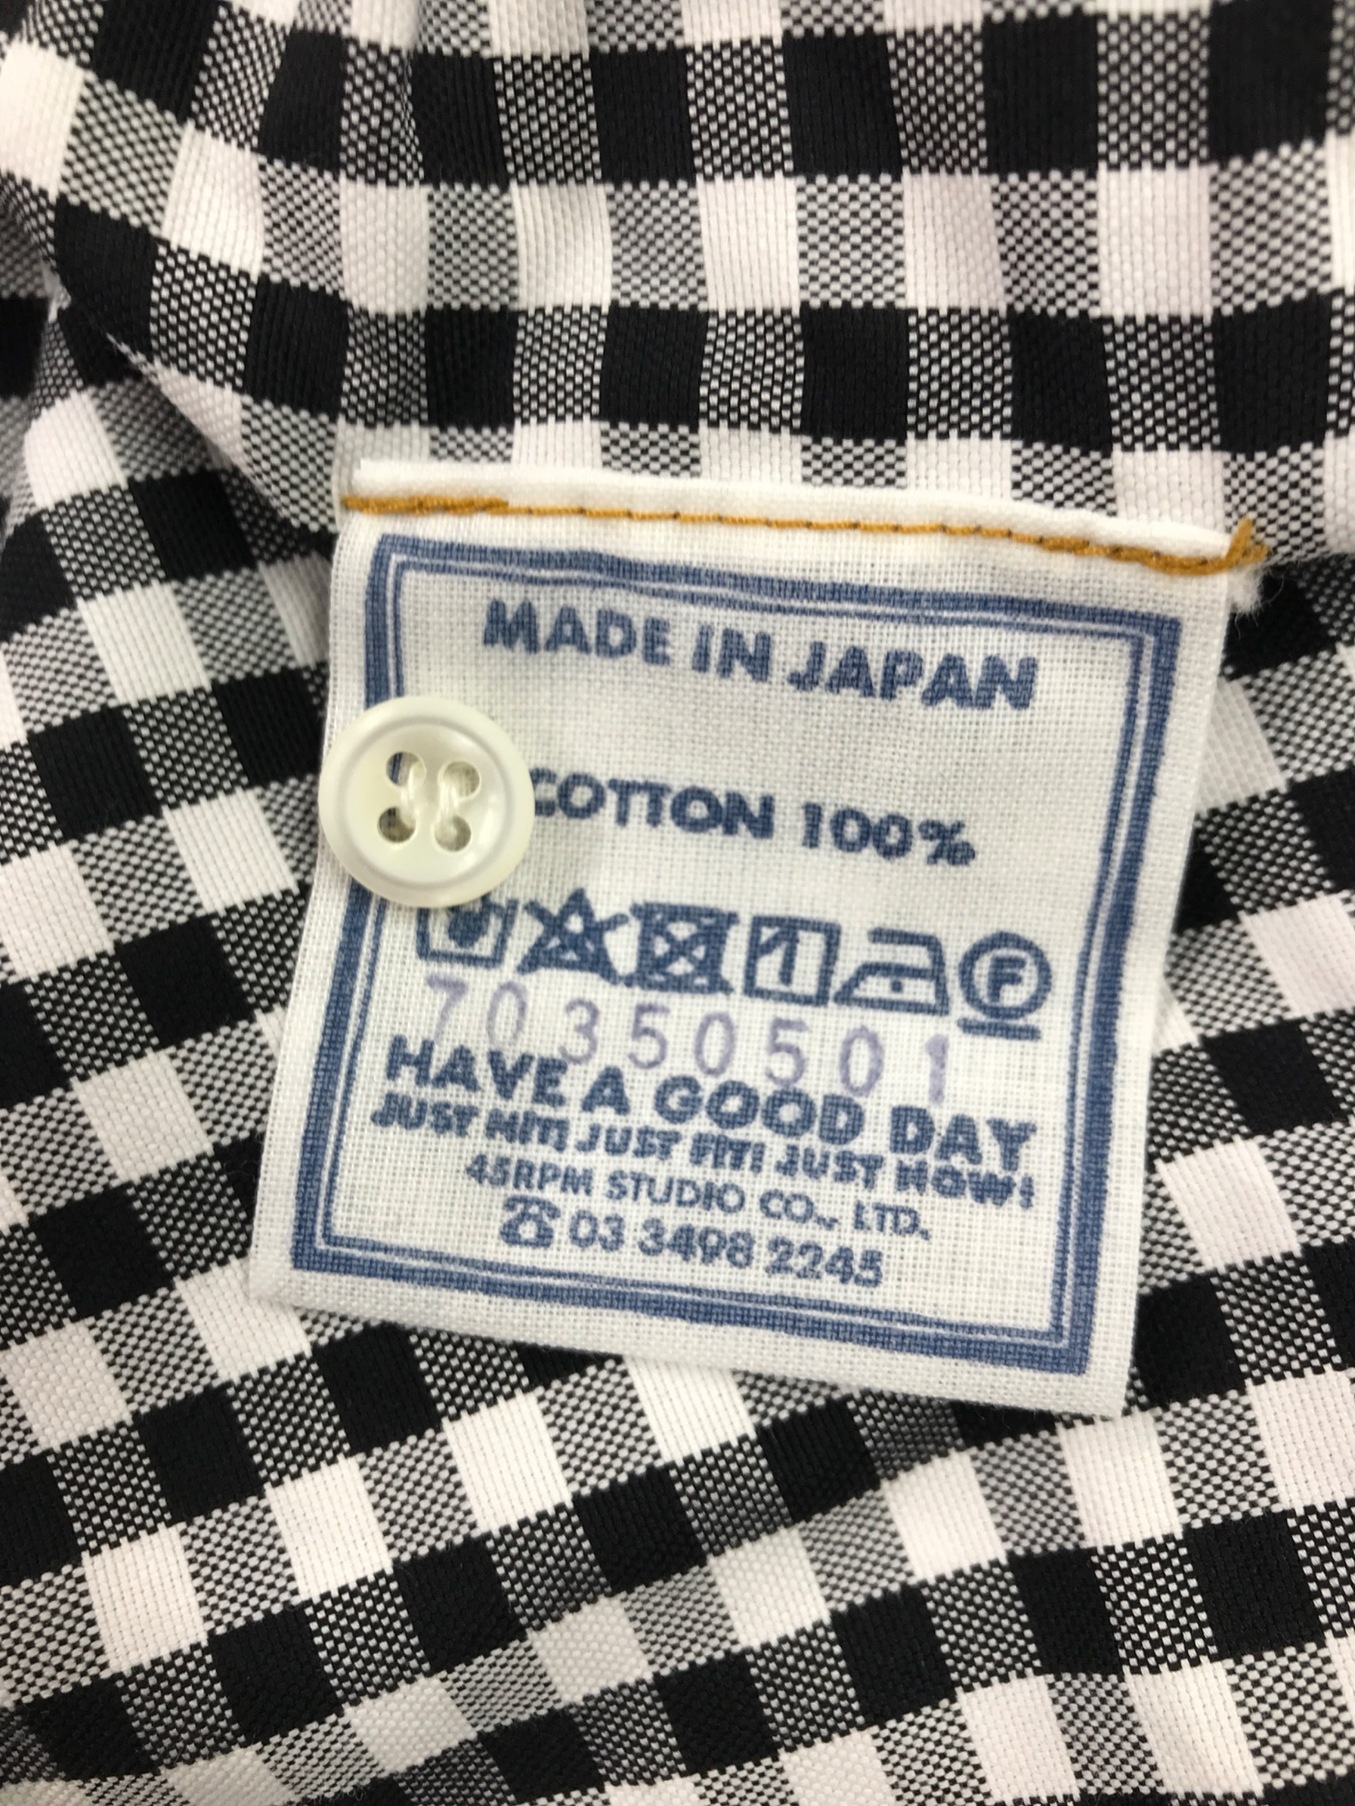 MADE IN JAPAN
COTTON 100%
F
70350501
HAVE A GOOD DAY
JUST HIT! JUST FIT! JUST NOW!
45RPM STUDIO CO., LTD.
☎ 03 3498 2245